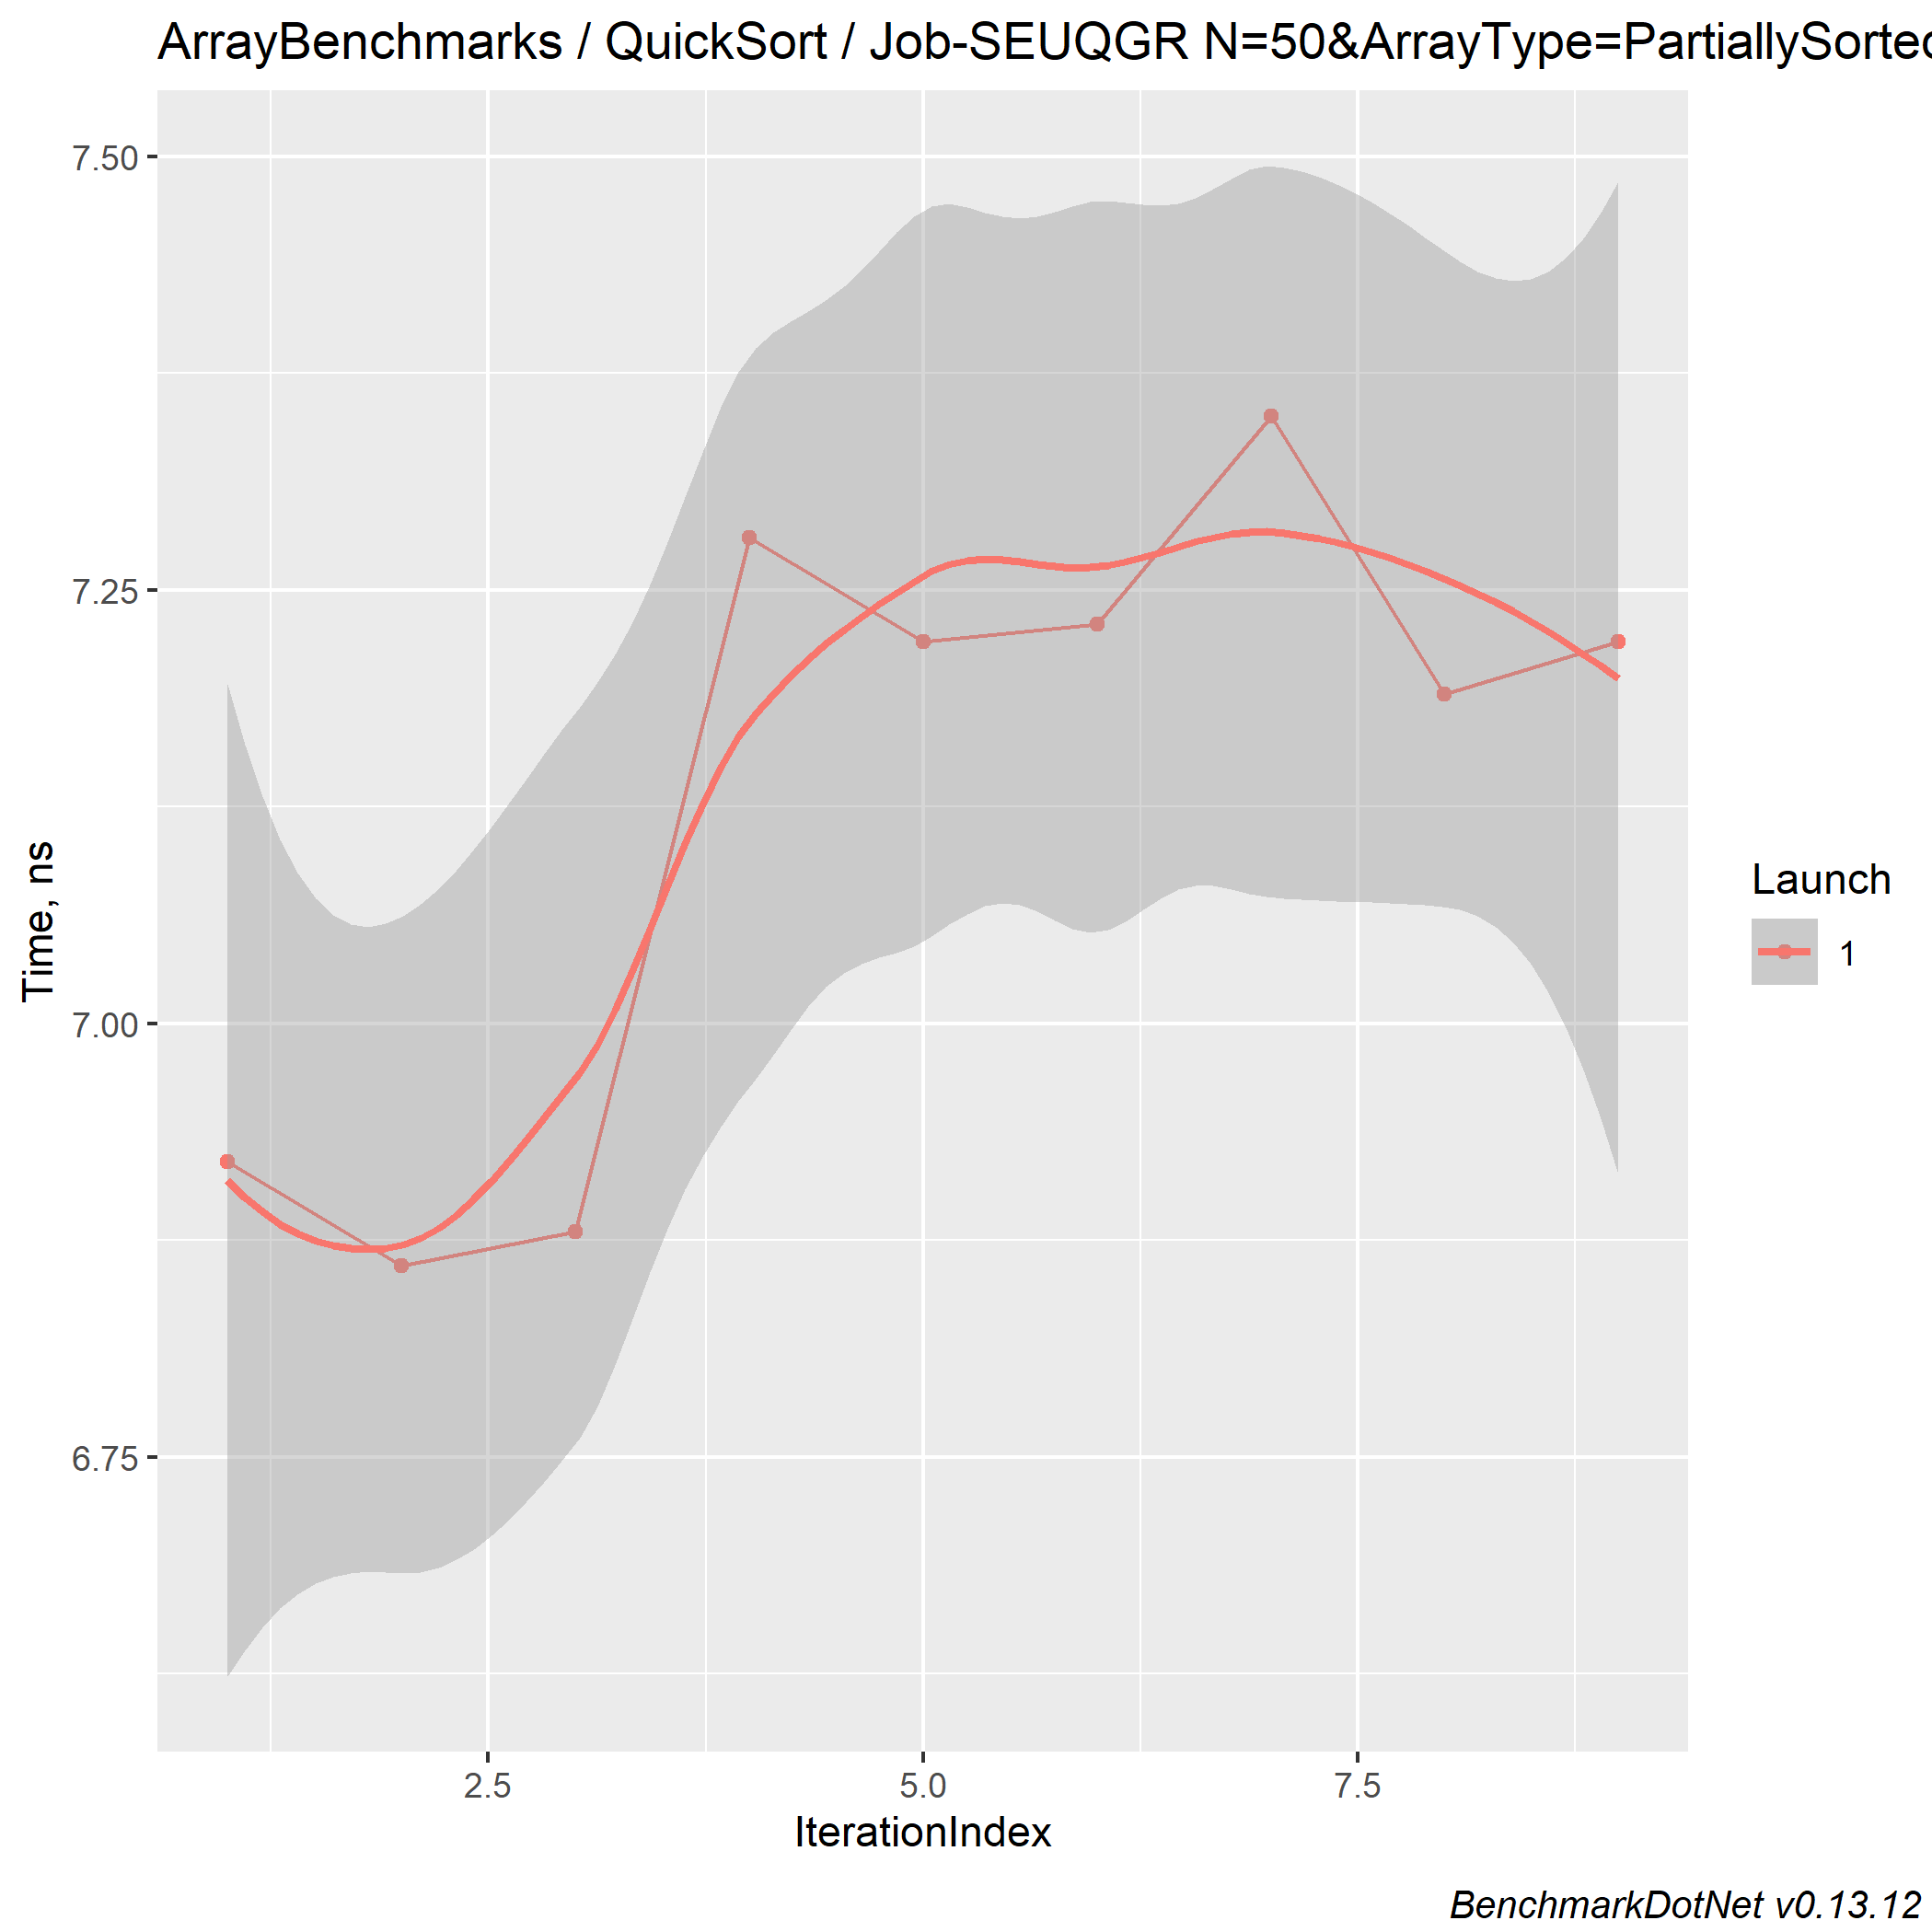 ArrayBenchmarks / QuickSort / Job-SEUQGR N=50&ArrayType=PartiallySorted
7.50
7.25
7.00
6.75
Time, ns
2.5 5.0 7.5
IterationIndex
Launch
1
BenchmarkDotNet v0.13.12